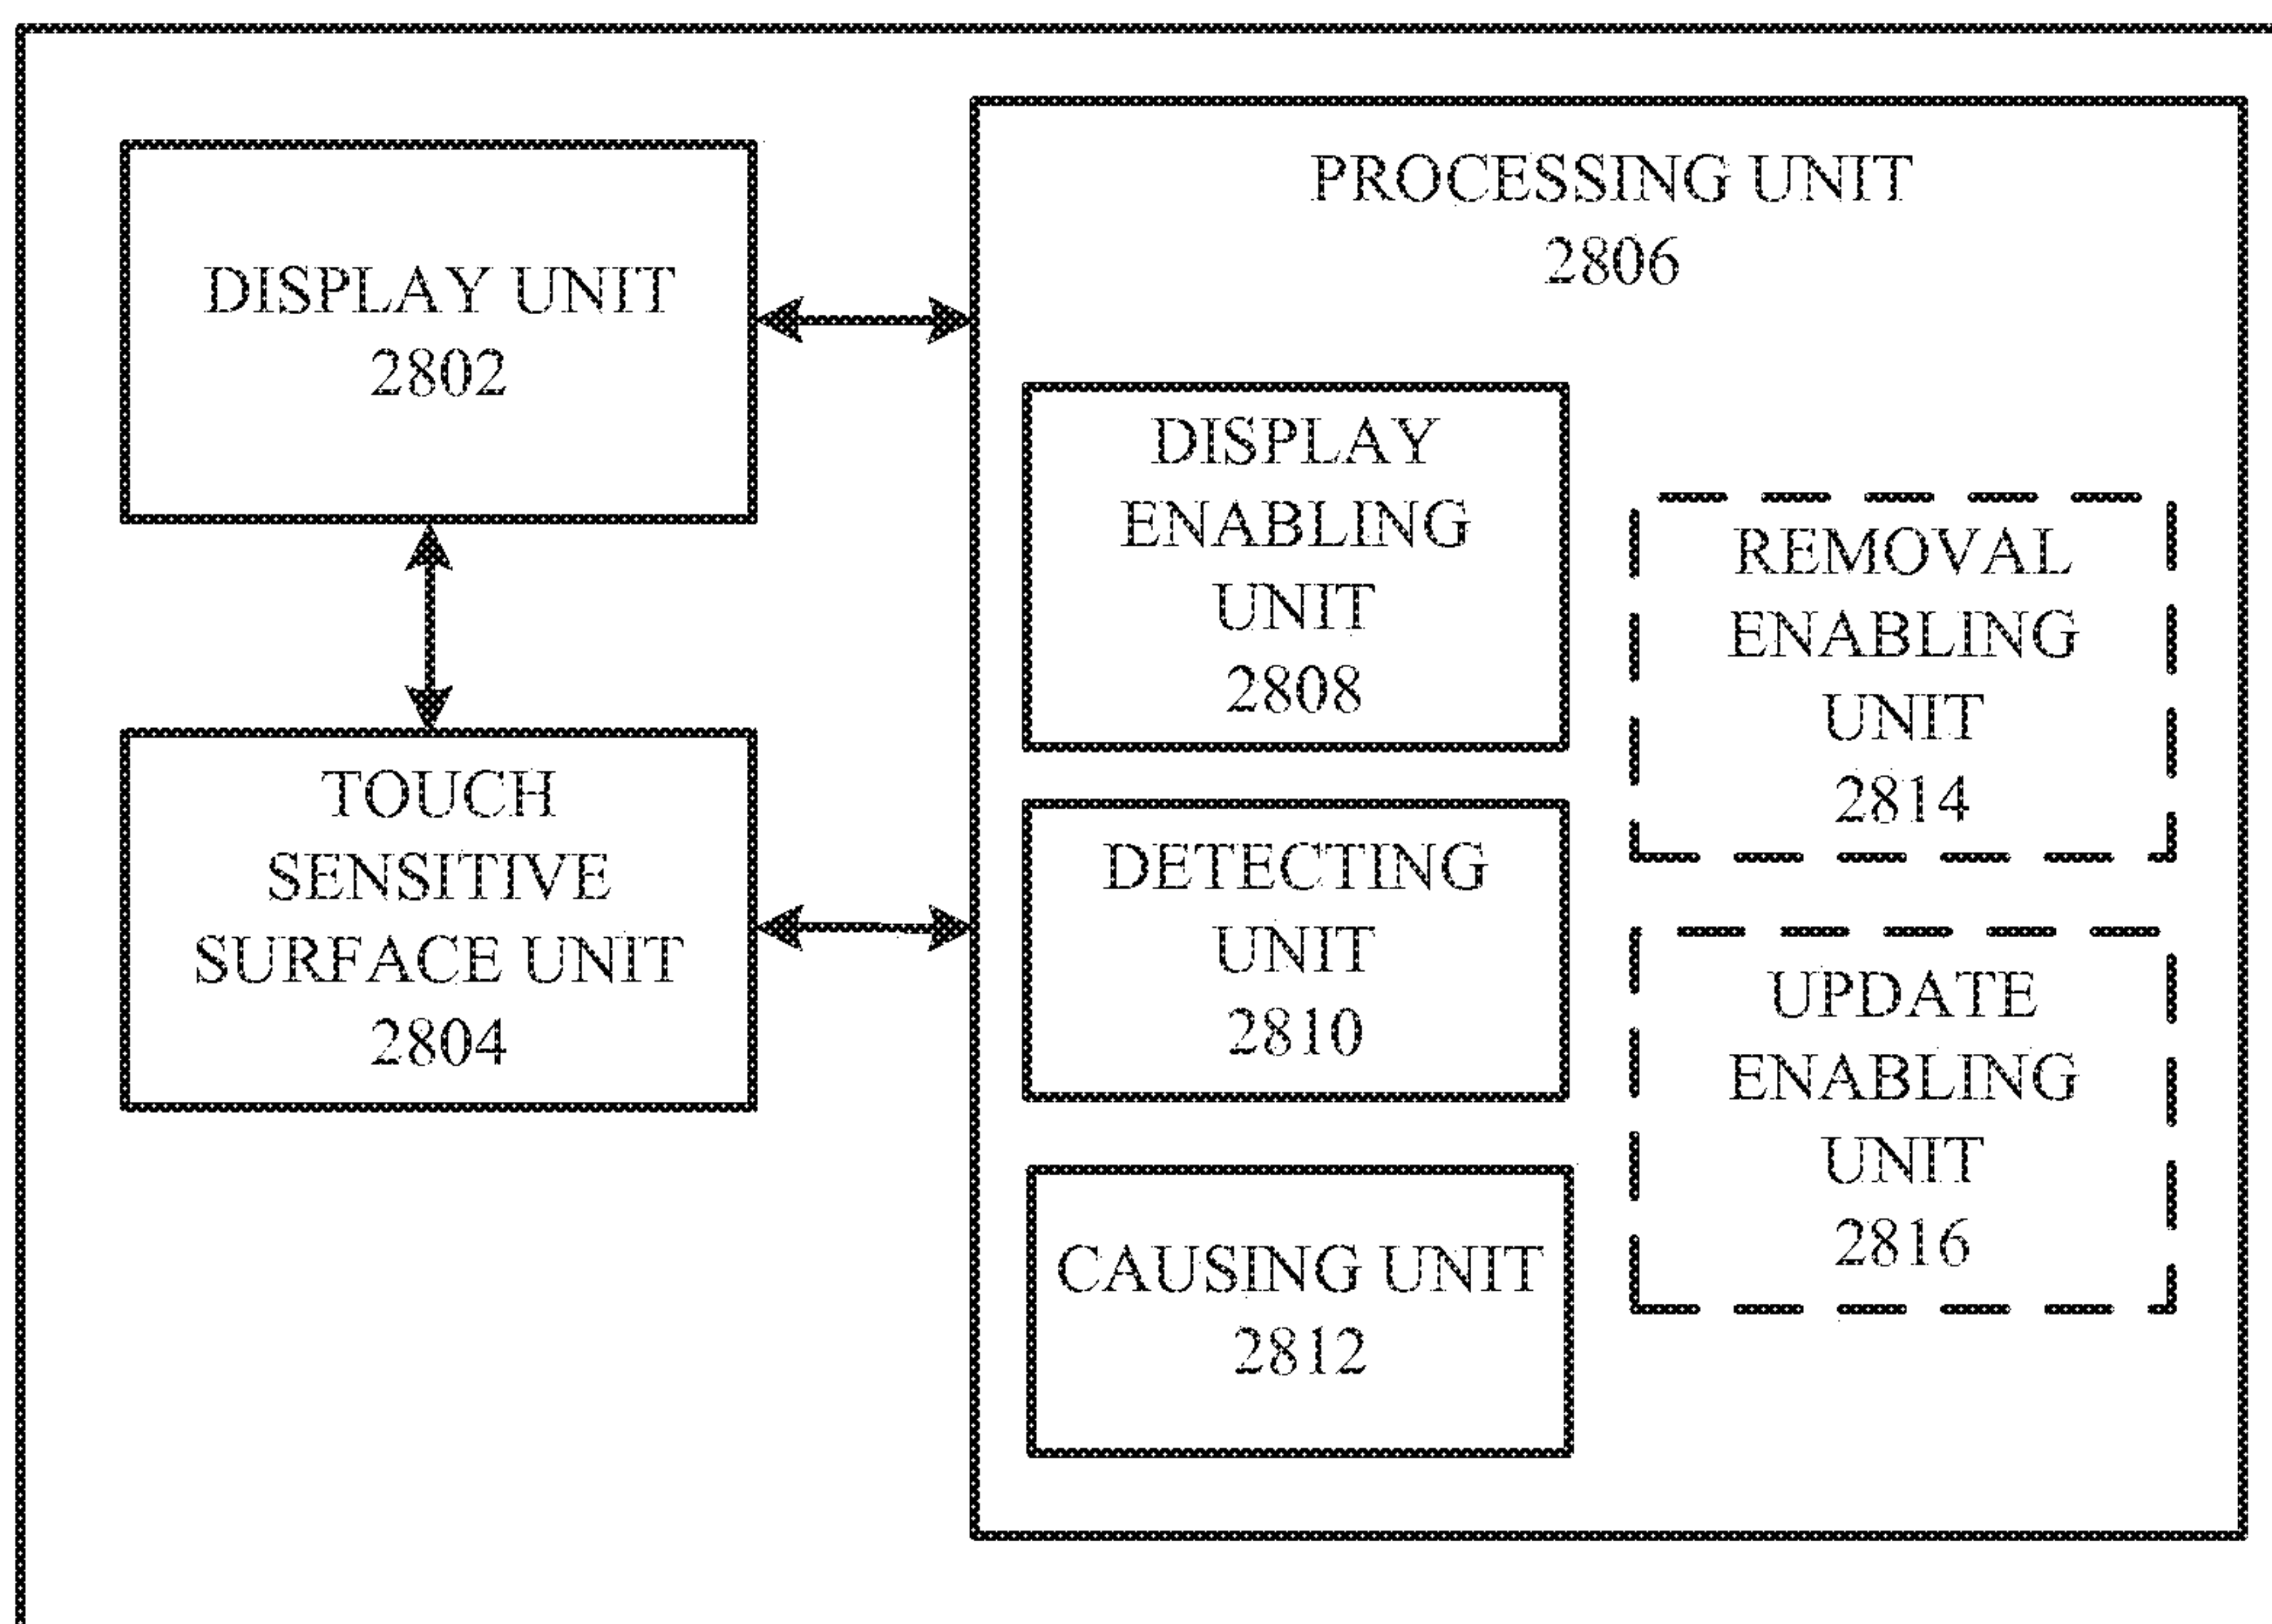 DISPLAY UNIT
2802
TOUCH
SENSITIVE
SURFACE UNIT
2804
PROCESSING UNIT
2806
DISPLAY
ENABLING
UNIT
2808
DETECTING
UNIT
2810
CAUSING UNIT
2812
REMOVAL
ENABLING
UNIT
2814
UPDATE
ENABLING
UNIT
2816